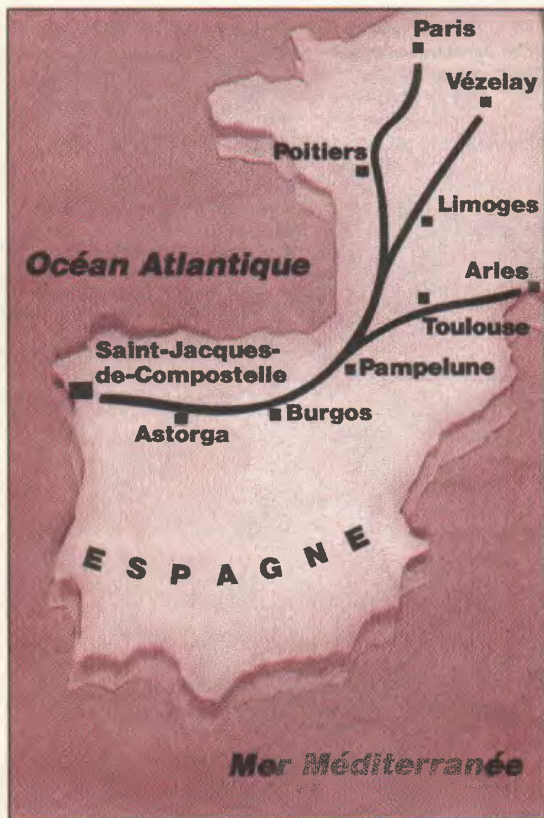 Paris
Vézelay
Poitiers
Limoges
Océan Atlantique
Arles
Toulouse
Saint-Jacques-
de-Compostelle
Pampelune
Burgos
Astorga
ESPAGNE
Mer Méditerranée